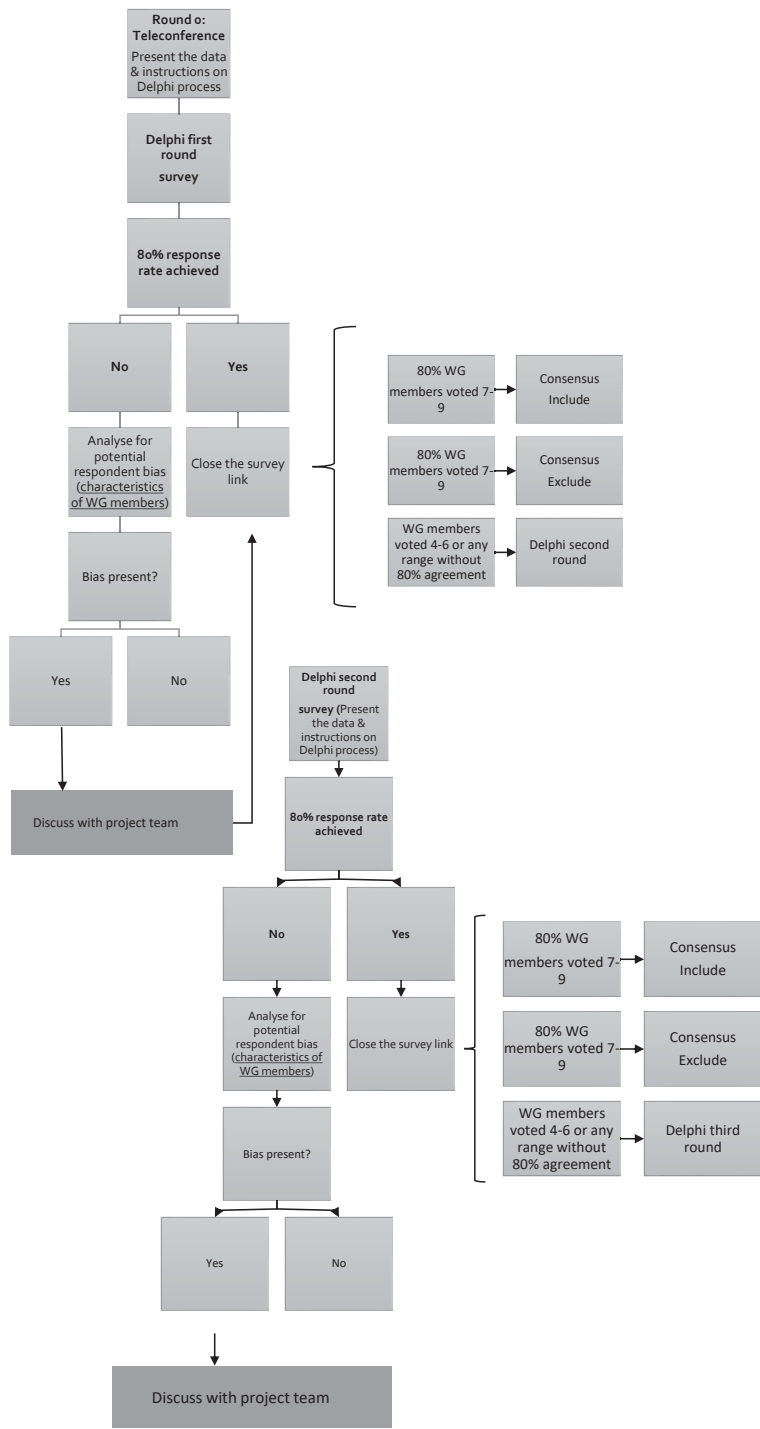 Round 0:
Teleconference
Present the data
& instructions on
Delphi process
Delphi first
round
survey
80% response
rate achieved
No
Yes
Analyse for
potential
respondent bias
(characteristics
of WG members)
Close the survey
link
Bias present?
Yes
No
Discuss with project team
80% WG
members voted 7-
9
Consensus
Include
80% WG
members voted 7-
9
Consensus
Exclude
WG members
voted 4-6 or any
range without
80% agreement
Delphi second
round
Delphi second
round
survey (Present
the data &
instructions on
Delphi process)
80% response rate
achieved
No
Yes
Analyse for
potential
respondent bias
(characteristics of
WG members)
Close the survey link
Bias present?
Yes
No
Discuss with project team
80% WG
members voted 7-
9
Consensus
Include
80% WG
members voted 7-
9
Consensus
Exclude
WG members
voted 4-6 or any
range without
80% agreement
Delphi third
round